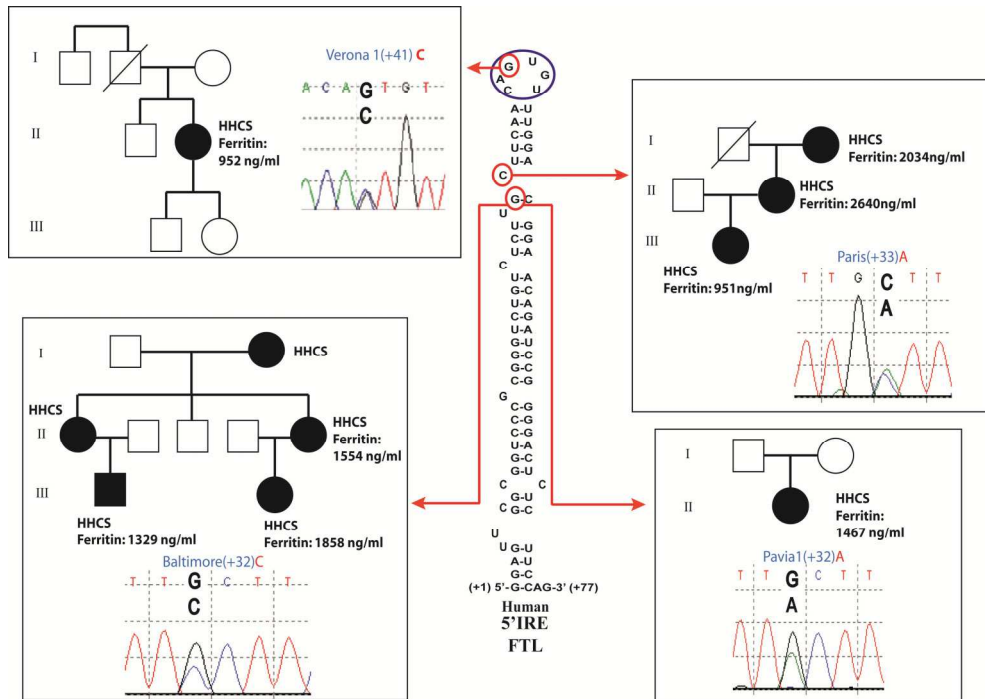 I
II
III
HHCS
Ferritin:
952 ng/ml
Verona 1(+41) C
A C A G T G T
C
G U
A G
C U
A-U
A-U
C-G
U-G
U-A
C
G-C
U
U-G
C-G
U-A
C
I
II
III
HHCS
Ferritin: 2034ng/ml
HHCS
Ferritin: 2640ng/ml
HHCS
Ferritin: 951ng/ml
Paris(+33)A
T T G C T T
A
I
II
III
HHCS
HHCS
HHCS
Ferritin:
1554 ng/ml
HHCS
Ferritin: 1329 ng/ml
HHCS
Ferritin: 1858 ng/ml
Baltimore(+32)C
T T G C T T
C
I
II
HHCS
Ferritin:
1467 ng/ml
Pavia1(+32)A
T T G C T T
A
G
C C
C
U
U
G-U
A-U
G-C
(+1) 5'-G-CAG-3' (+77)
Human
5'IRE
FTL